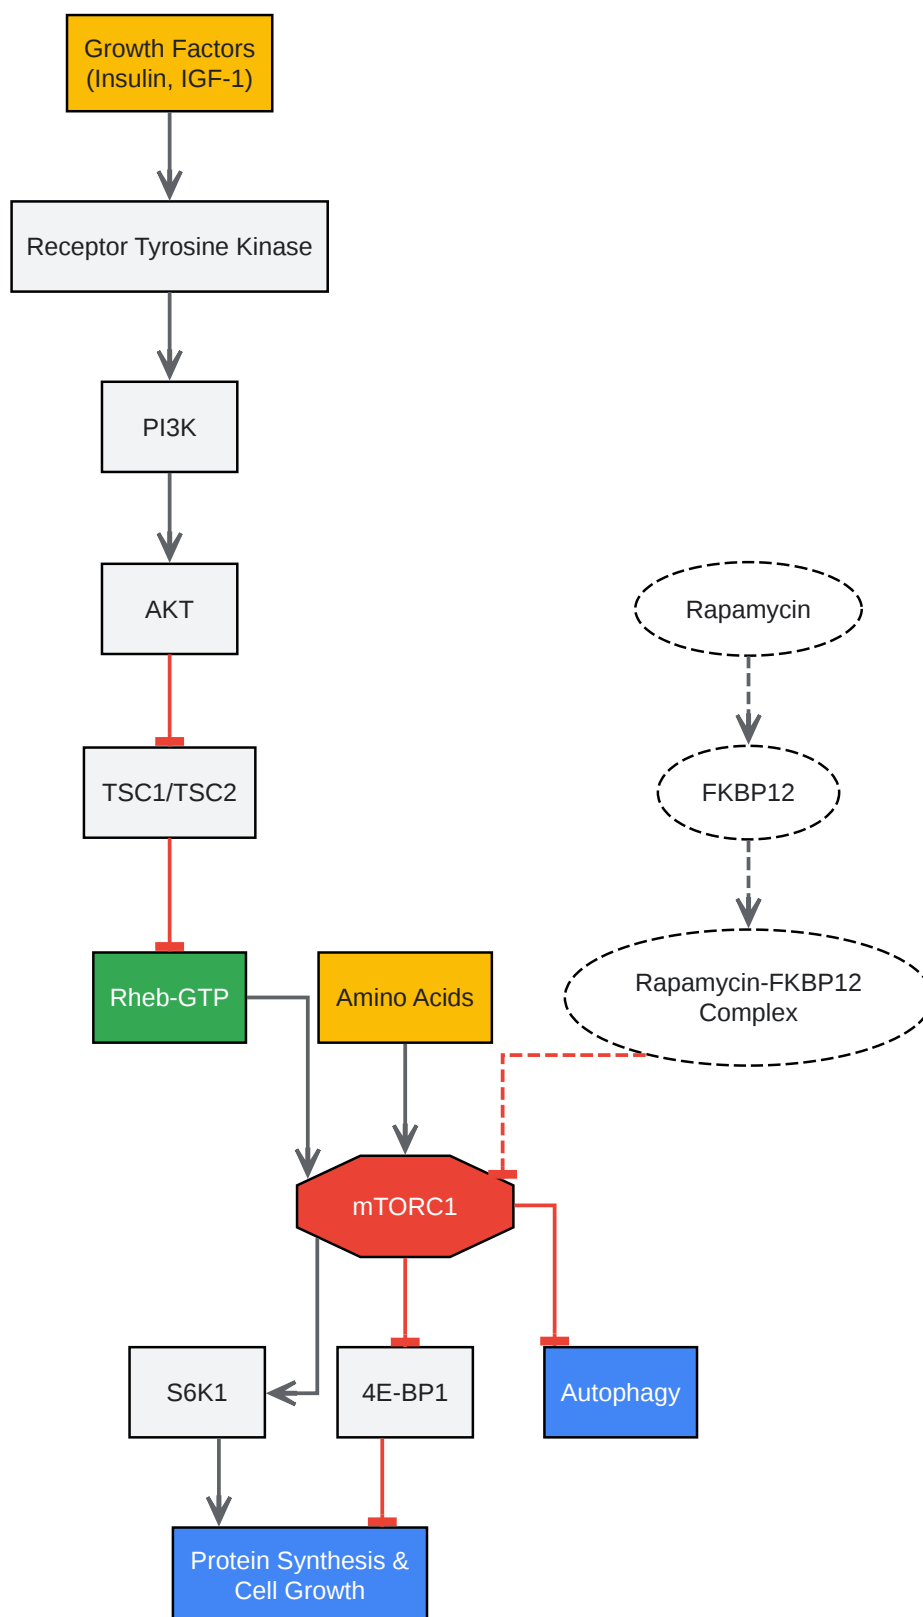 Growth Factors
(Insulin, IGF-1)
Receptor Tyrosine Kinase
PI3K
AKT
Rapamycin
TSC1/TSC2
FKBP12
Rheb-GTP
Amino Acids
Rapamycin-FKBP12
Complex
mTORC1
S6K1
4E-BP1
Autophagy
Protein Synthesis &
Cell Growth